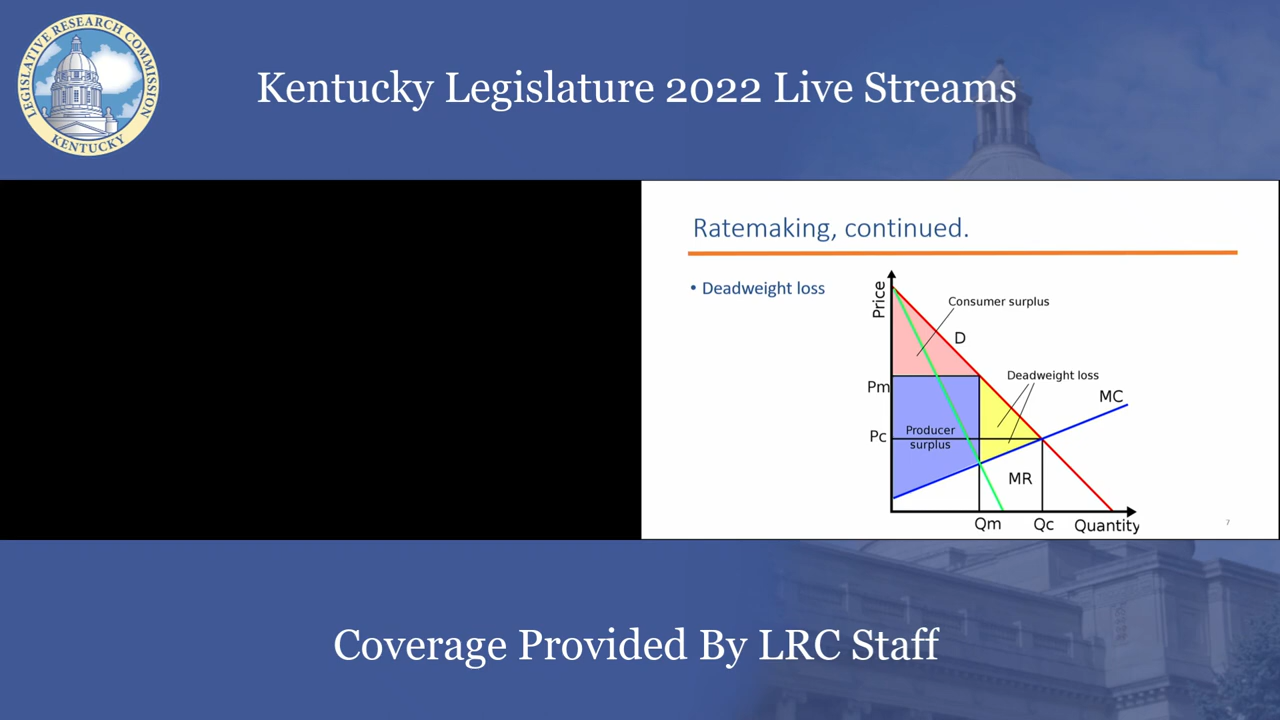 LEGISLATIVE RESEARCH COMMISSION
KENTUCKY
Kentucky Legislature 2022 Live Streams
Ratemaking, continued.
• Deadweight loss
Price
Consumer surplus
D
Deadweight loss
Pm
MC
Pc
Producer
surplus
MR
Qm
Qc
Quantity
7
Coverage Provided By LRC Staff